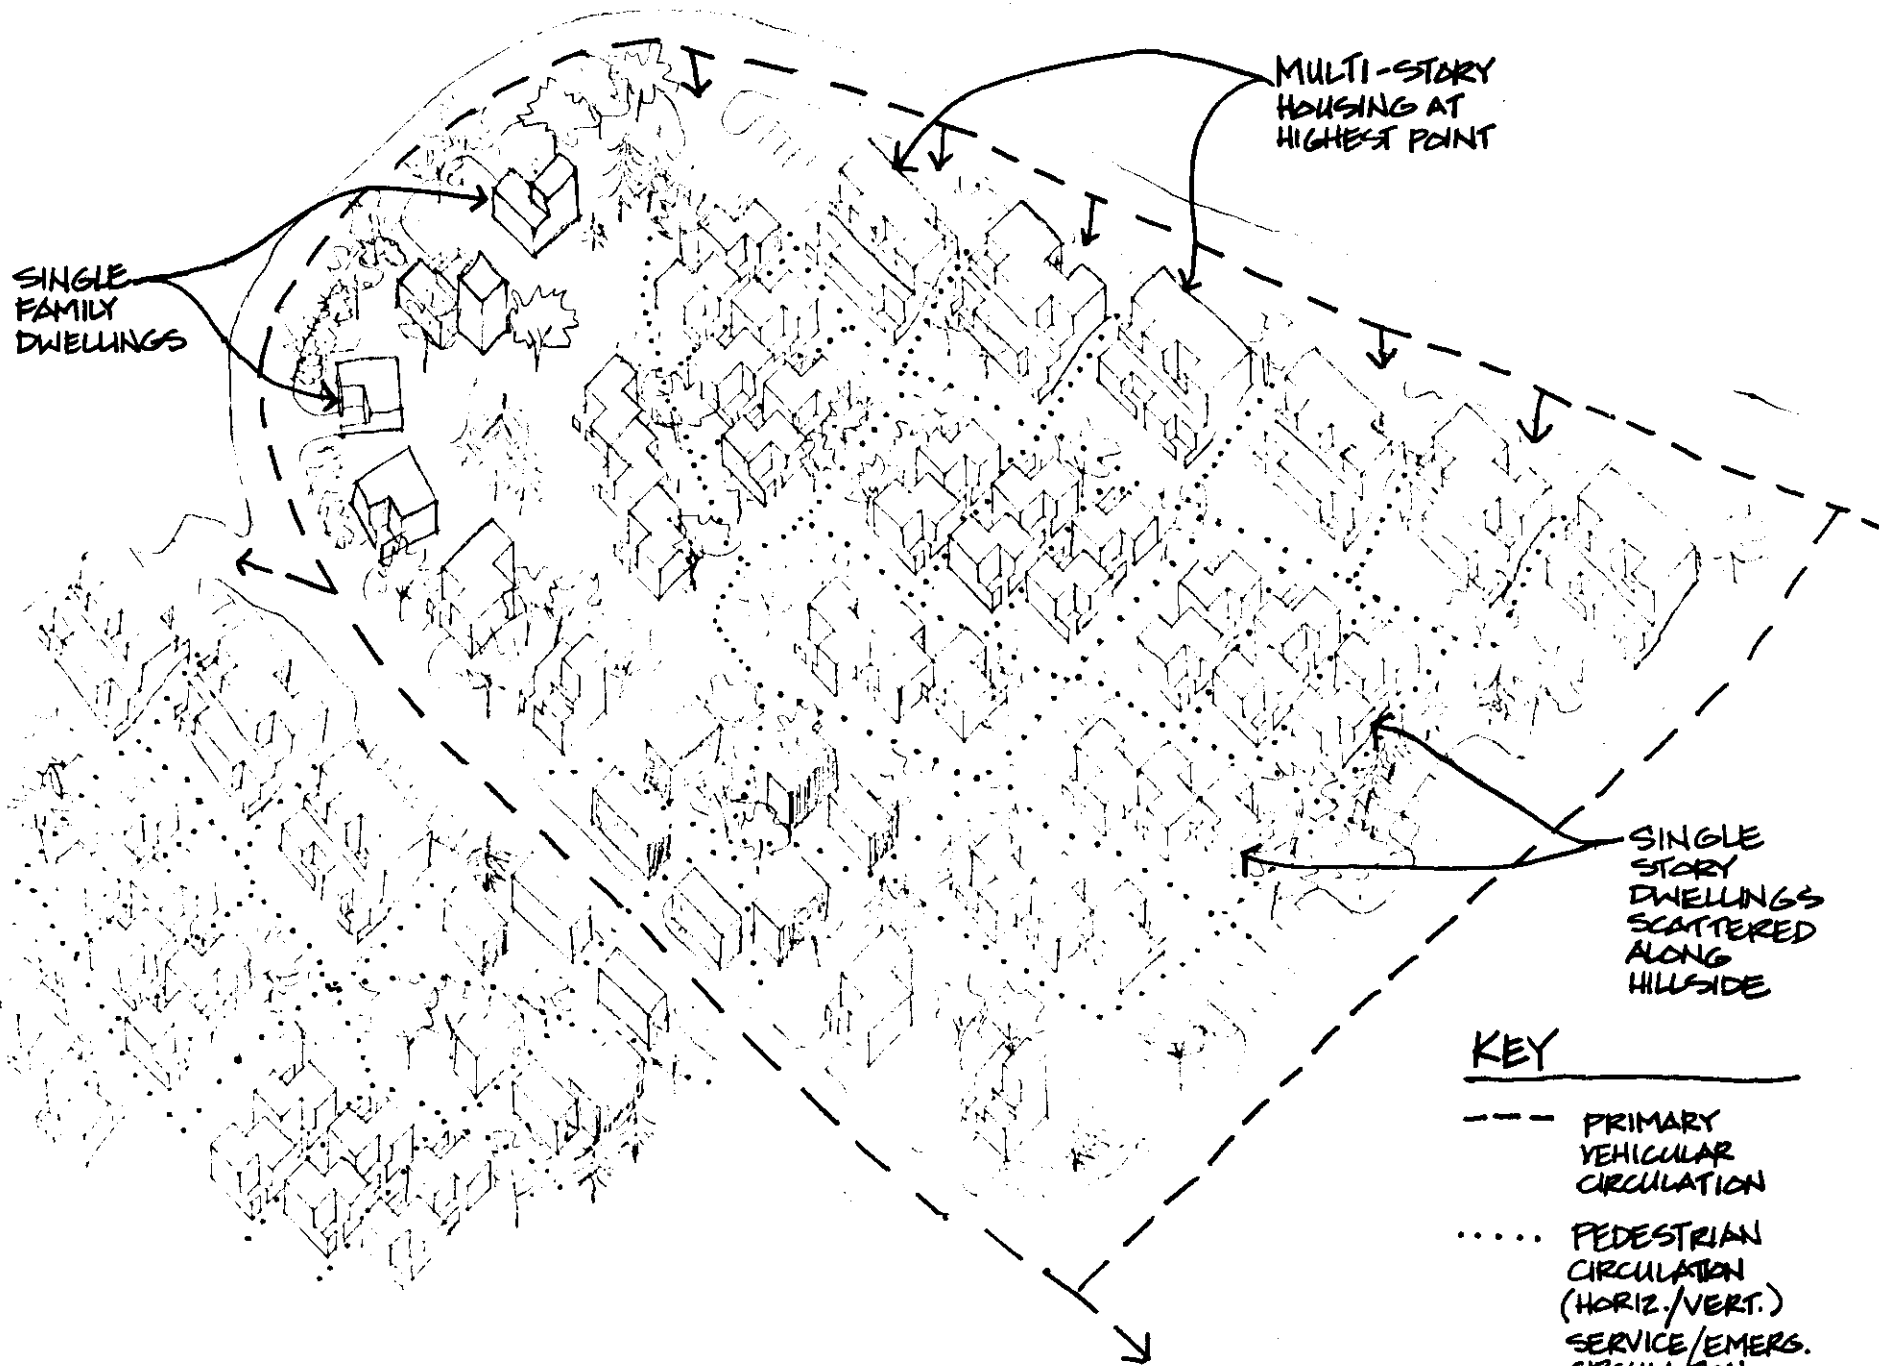 MULTI-STORY
HOUSING AT
HIGHEST POINT
SINGLE
FAMILY
DWELLINGS
SINGLE
STORY
DWELLINGS
SCATTERED
ALONG
HILLSIDE
KEY
PRIMARY
VEHICULAR
CIRCULATION
PEDESTRIAN
CIRCULATION
(HORIZ./VERT.)
SERVICE/EMERG.
CIRCULATION